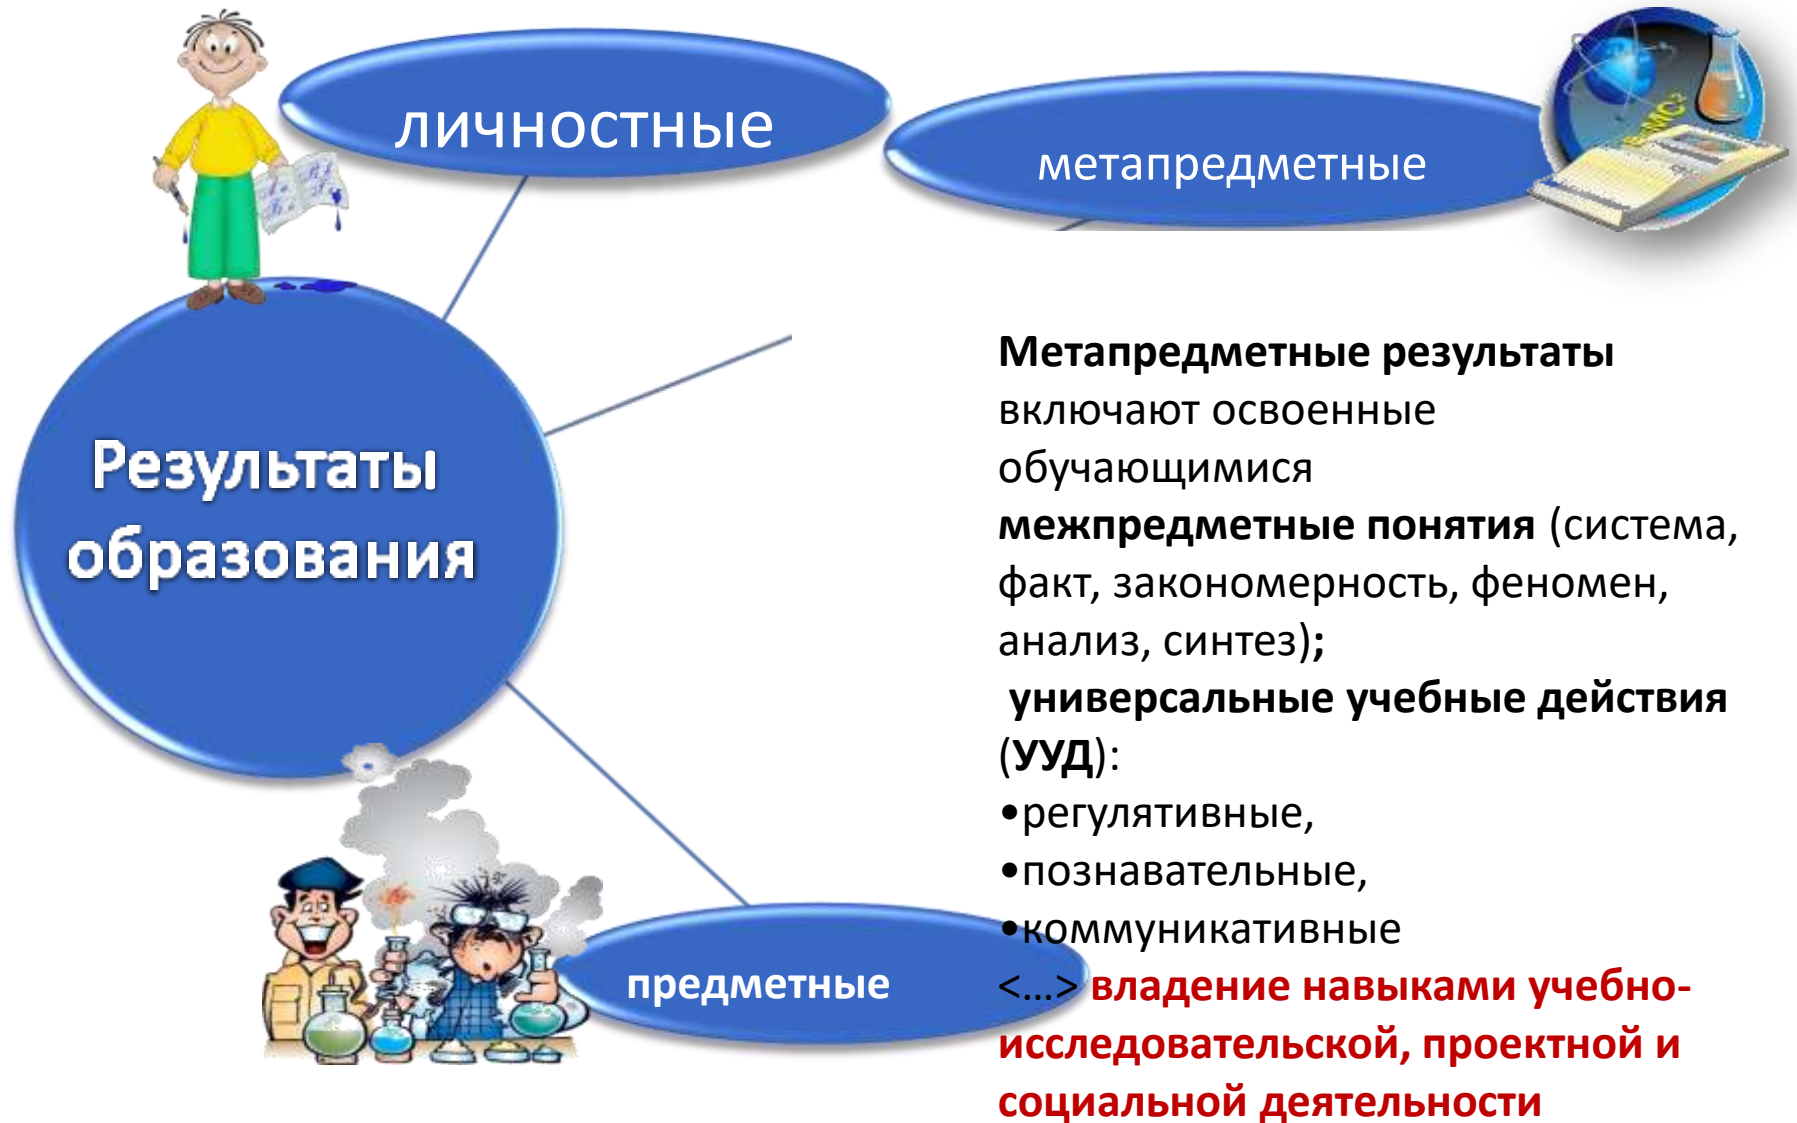 личностные
метапредметные
Результаты
образования
Метапредметные результаты
включают освоенные
обучающимися
межпредметные понятия (система,
факт, закономерность, феномен,
анализ, синтез);
универсальные учебные действия
(УУД):
•регулятивные,
•познавательные,
•коммуникативные
<...> владение навыками учебно-
исследовательской, проектной и
социальной деятельности
предметные